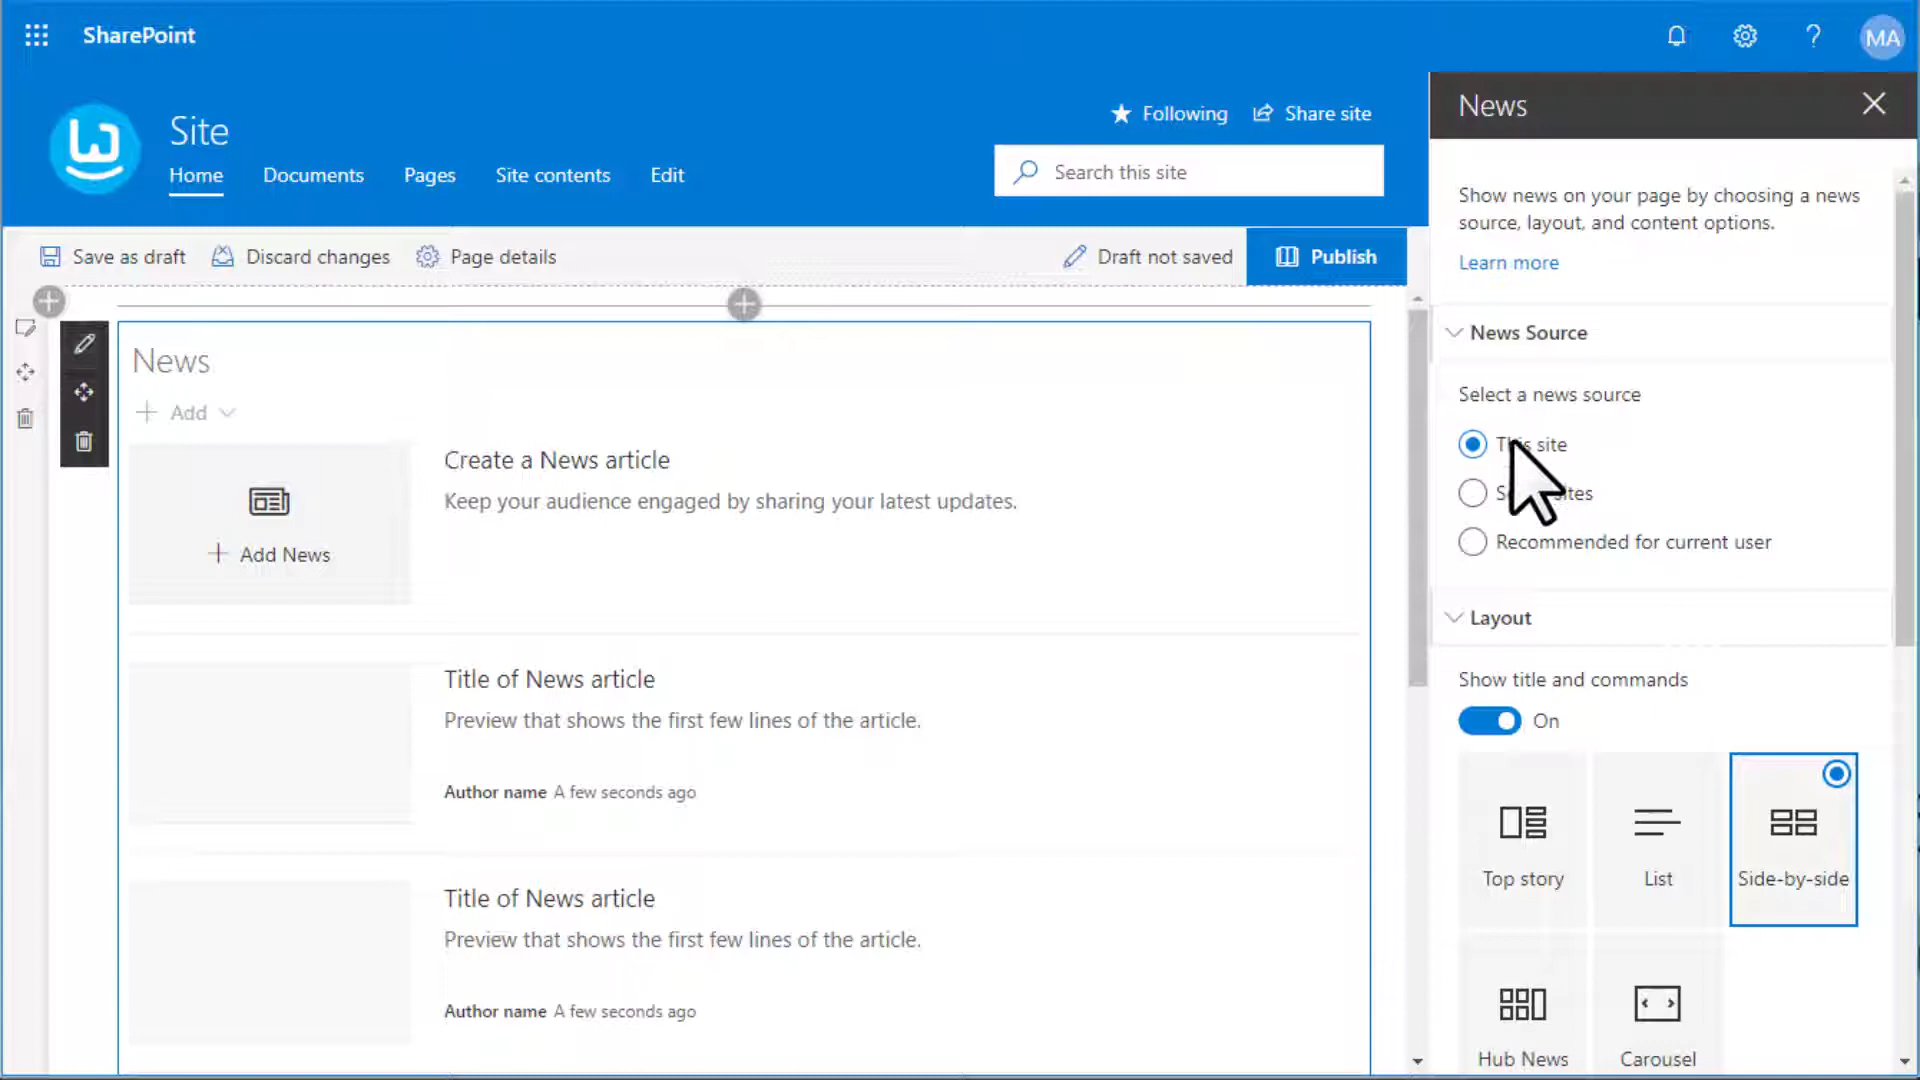 SharePoint
MA
Site
Following
Share site
Home
Documents
Pages
Site contents
Edit
Search this site
Save as draft
Discard changes
Page details
Draft not saved
Publish
News
Add
Add News
Create a News article
Keep your audience engaged by sharing your latest updates.
Title of News article
Preview that shows the first few lines of the article.
Author name A few seconds ago
Title of News article
Preview that shows the first few lines of the article.
Author name A few seconds ago
News
Show news on your page by choosing a news
source, layout, and content options.
Learn more
News Source
Select a news source
This site
sites
Recommended for current user
Layout
Show title and commands
On
Top story
List
Side-by-side
Hub News
Carousel